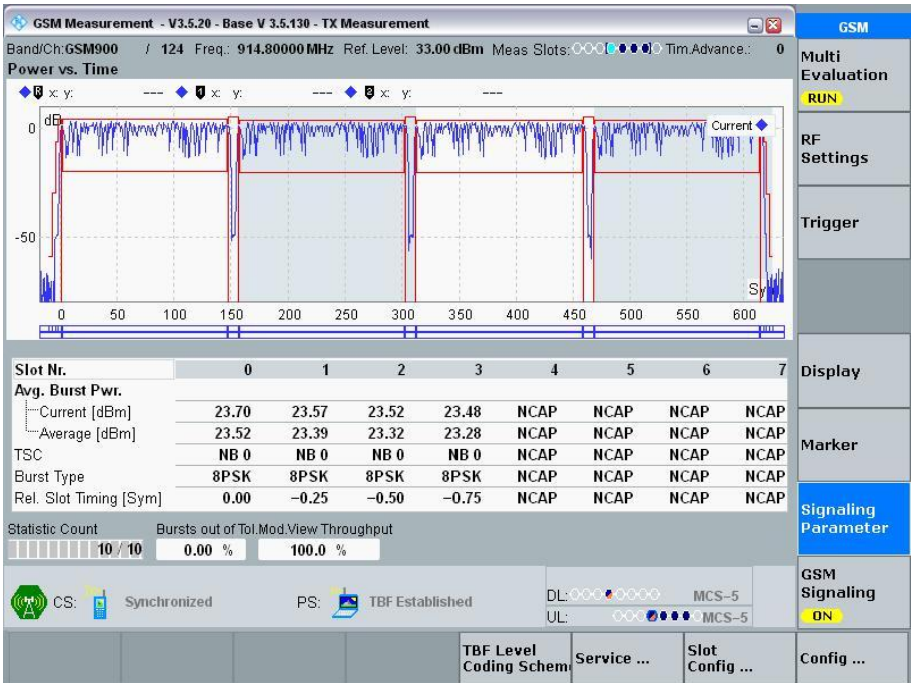 GSM Measurement - V3.5.20 - Base V 3.5.130 - TX Measurement
GSM
Band/Ch:GSM900 / 124 Freq.: 914.80000 MHz Ref. Level: 33.00 dBm Meas Slots: Tim.Advance.: 0
Power vs. Time
Multi Evaluation
RUN
R x: y: --- 1 x: y: --- 2 x: y: ---
dB
Current
0
-50
Sy
0 50 100 150 200 250 300 350 400 450 500 550 600
RF Settings
Trigger
Slot Nr. 0 1 2 3 4 5 6 7
Avg. Burst Pwr.
Current [dBm] 23.70 23.57 23.52 23.48 NCAP NCAP NCAP NCAP
Average [dBm] 23.52 23.39 23.32 23.28 NCAP NCAP NCAP NCAP
TSC NB 0 NB 0 NB 0 NB 0 NCAP NCAP NCAP NCAP
Burst Type 8PSK 8PSK 8PSK 8PSK NCAP NCAP NCAP NCAP
Rel. Slot Timing [Sym] 0.00 −0.25 −0.50 −0.75 NCAP NCAP NCAP NCAP
Display
Marker
Signaling Parameter
Statistic Count Bursts out of Tol. Mod.View Throughput
10 / 10 0.00 % 100.0 %
CS: Synchronized PS: TBF Established DL: MCS-5
UL: MCS-5
GSM Signaling
ON
TBF Level Coding Schem
Service ...
Slot Config ...
Config ...